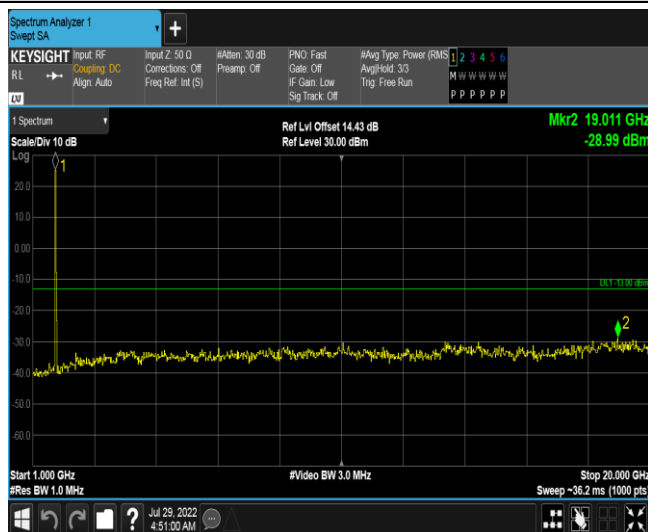 Spectrum Analyzer 1
Swept SA
+
KEYSIGHT
RL
LXI
Input: RF
Coupling: DC
Align: Auto
Input Z: 50 Ω
Corrections: Off
Freq Ref: Int (S)
#Atten: 30 dB
Preamp: Off
PNO: Fast
Gate: Off
IF Gain: Low
Sig Track: Off
#Avg Type: Power (RMS
Avg|Hold: 3/3
Trig: Free Run
1 2 3 4 5 6
M W W W W W
P P P P P P
1 Spectrum
Scale/Div 10 dB
Ref Lvl Offset 14.43 dB
Ref Level 30.00 dBm
Mkr2 19.011 GHz
-28.99 dBm
Log
1
20.0
10.0
0.00
-10.0
DL1 -13.00 dBm
-20.0
2
-30.0
-40.0
-50.0
-60.0
Start 1.000 GHz
#Res BW 1.0 MHz
#Video BW 3.0 MHz
Stop 20.000 GHz
Sweep ~36.2 ms (1000 pts)
?
Jul 29, 2022
4:51:00 AM